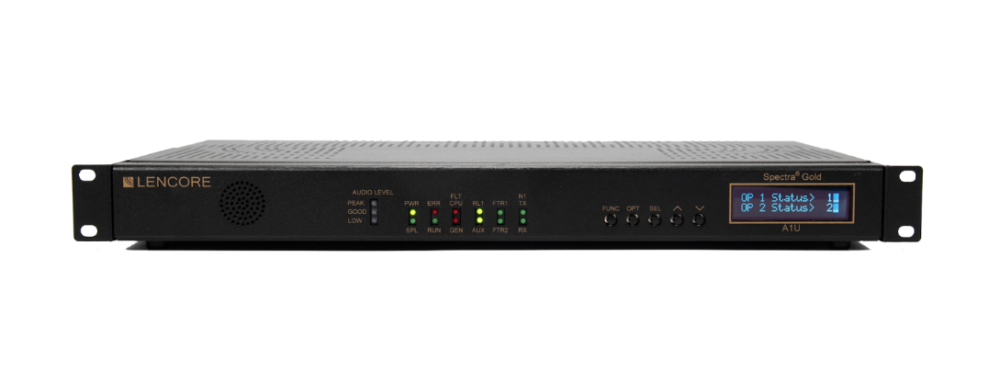 LENCORE
AUDIO LEVEL
PEAK
GOOD
LOW
PWR ERR FLT CPU RL1 FTR1 N1 TX
SPL RUN GEN AUX FTR2 RX
FUNC OPT SEL
Spectra® Gold
OP 1 Status> 1
OP 2 Status> 2
A1U